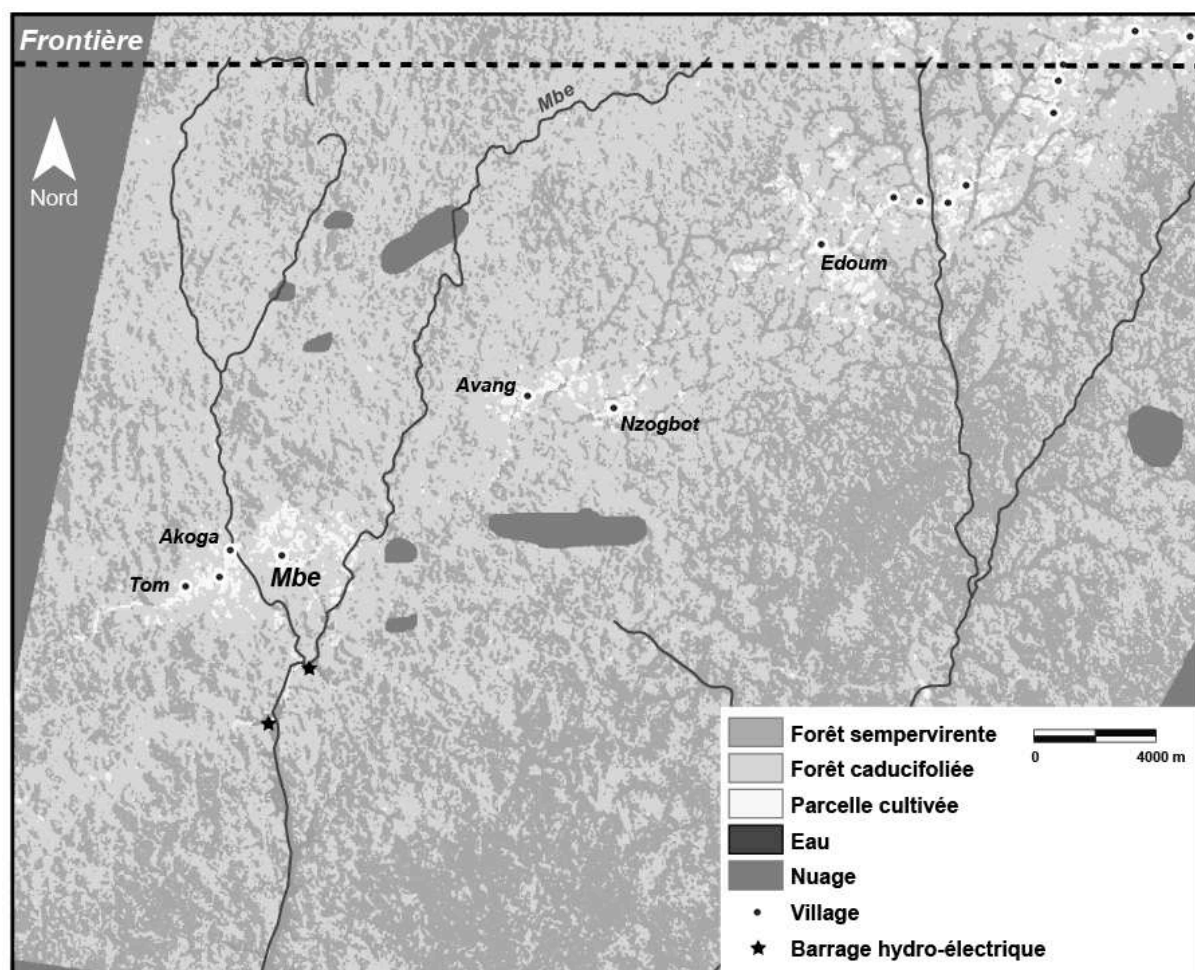 Frontière
Mbe
Nord
Edoum
Avang
Nzogbot
Akoga
Tom
Mbe
Forêt sempervirente
Forêt caducifoliée
Parcelle cultivée
Eau
Nuage
Village
Barrage hydro-électrique
0 4000 m